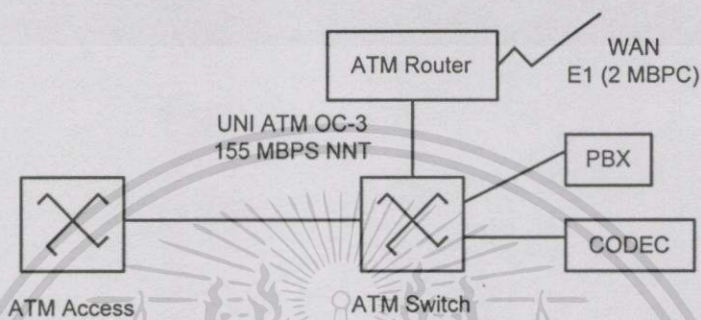 ATM Router
WAN
E1 (2 MBPC)
UNI ATM OC-3
155 MBPS NNT
PBX
CODEC
ATM Access
ATM Switch